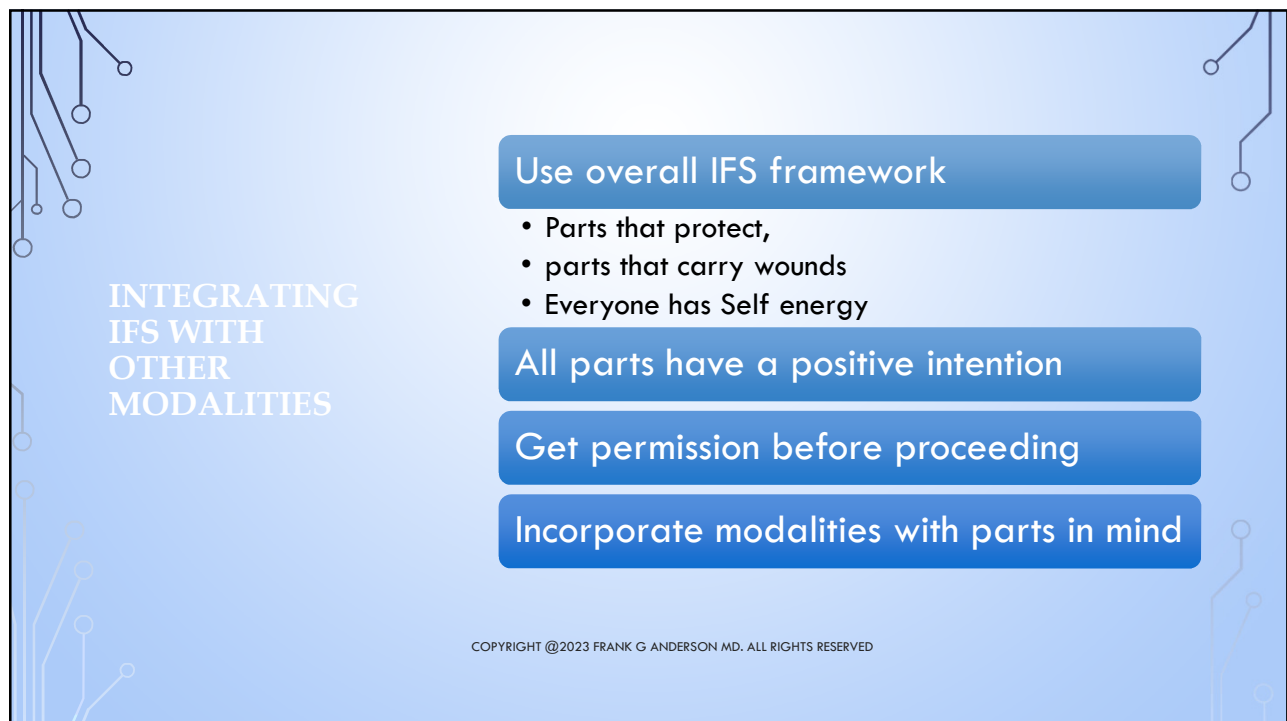 INTEGRATING
IFS WITH
OTHER
MODALITIES
Use overall IFS framework
• Parts that protect,
• parts that carry wounds
• Everyone has Self energy
All parts have a positive intention
Get permission before proceeding
Incorporate modalities with parts in mind
COPYRIGHT @2023 FRANK G ANDERSON MD. ALL RIGHTS RESERVED